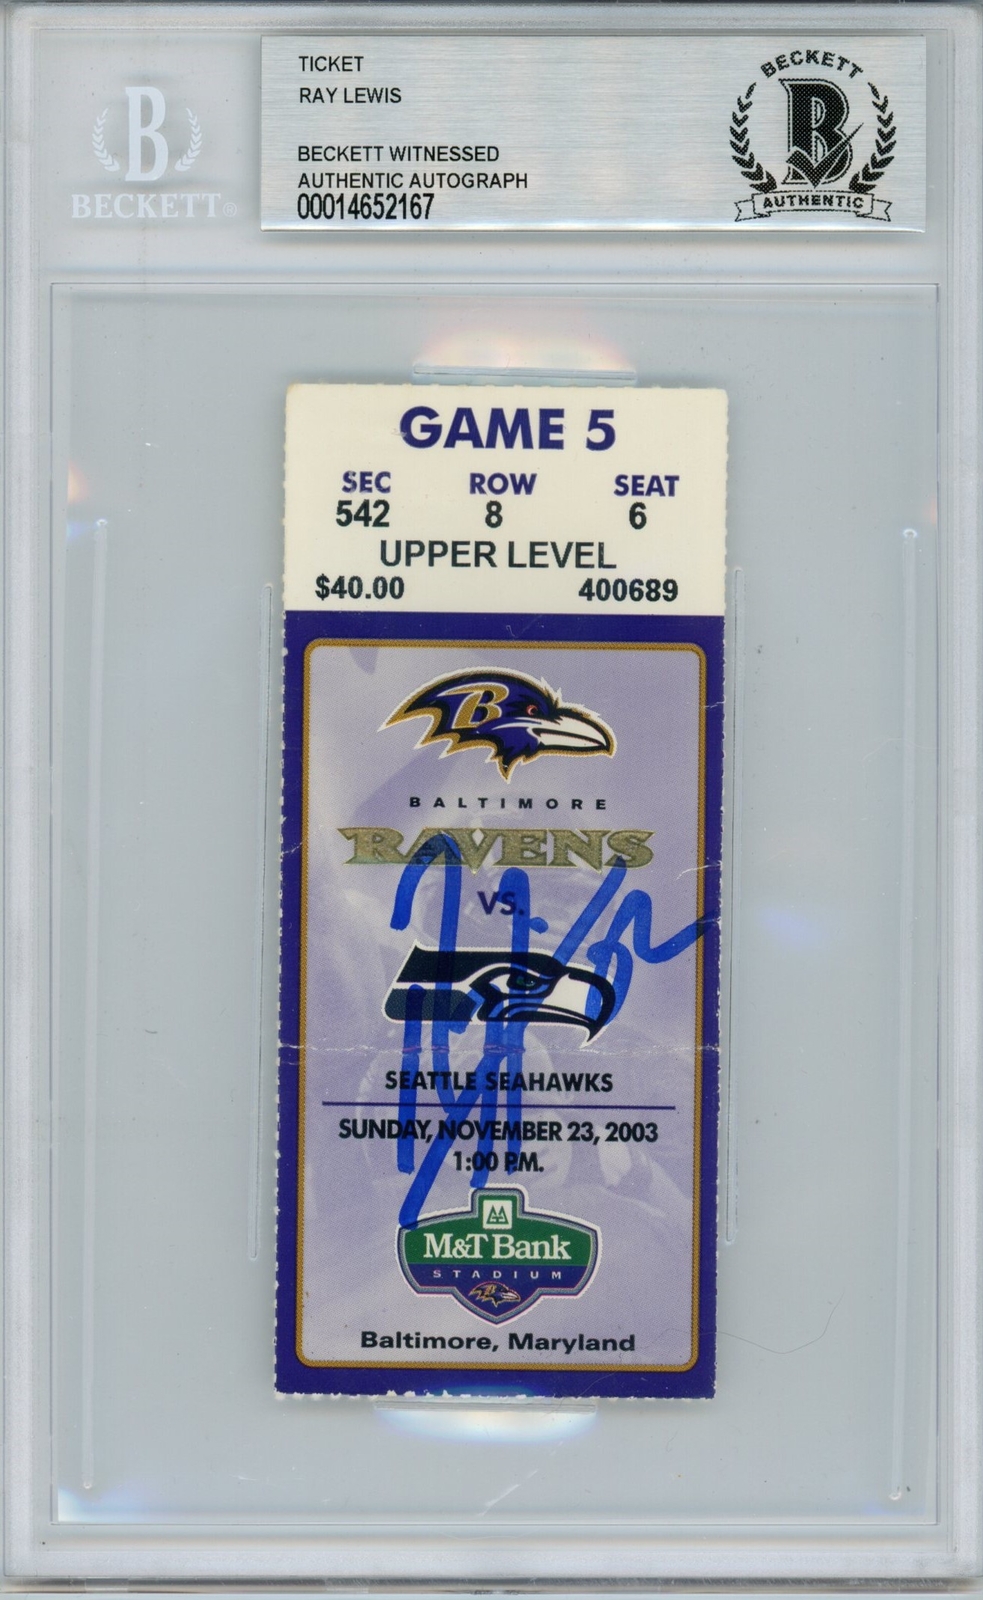 TICKET
RAY LEWIS
BECKETT WITNESSED
AUTHENTIC AUTOGRAPH
00014652167
B
BECKETT®
BECKETT
B
AUTHENTIC
GAME 5
SEC ROW SEAT
542 8 6
UPPER LEVEL
$40.00 400689
B
BALTIMORE
RAVENS
VS.
SEATTLE SEAHAWKS
SUNDAY, NOVEMBER 23, 2003
1:00 P.M.
M&T Bank
STADIUM
Baltimore, Maryland